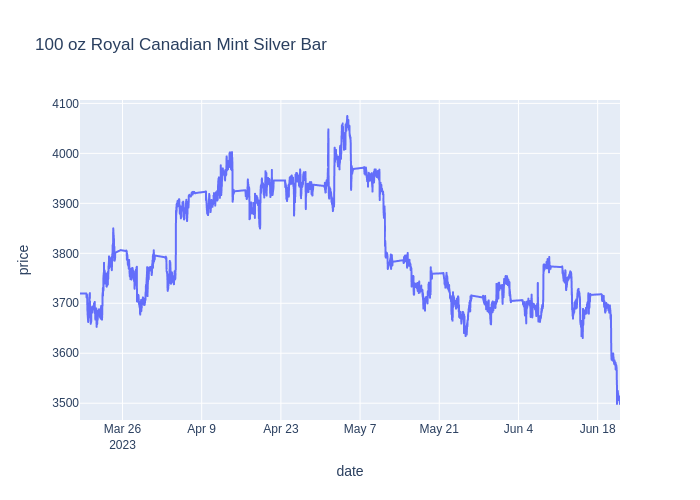 100 oz Royal Canadian Mint Silver Bar
4100
4000
3900
3800
3700
3600
3500
price
Mar 26
2023
Apr 9
Apr 23
May 7
May 21
Jun 4
Jun 18
date